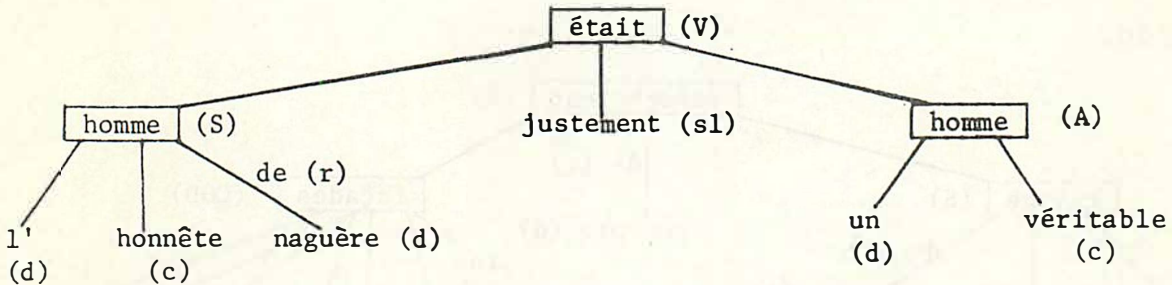 était (V)
homme (S) justement (sl) homme (A)
de (r)
l' honnête naguère (d) un véritable
(d) (c) (d) (c)